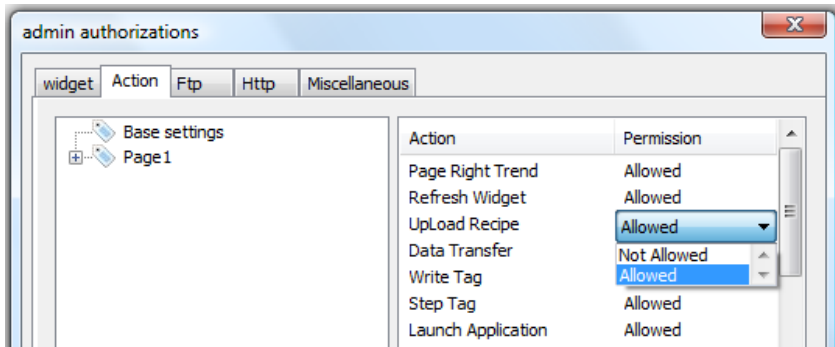 admin authorizations
widget Action Ftp Http Miscellaneous
Base settings
Page1
Action Permission
Page Right Trend Allowed
Refresh Widget Allowed
UpLoad Recipe Allowed
Data Transfer Not Allowed
Write Tag Allowed
Step Tag Allowed
Launch Application Allowed